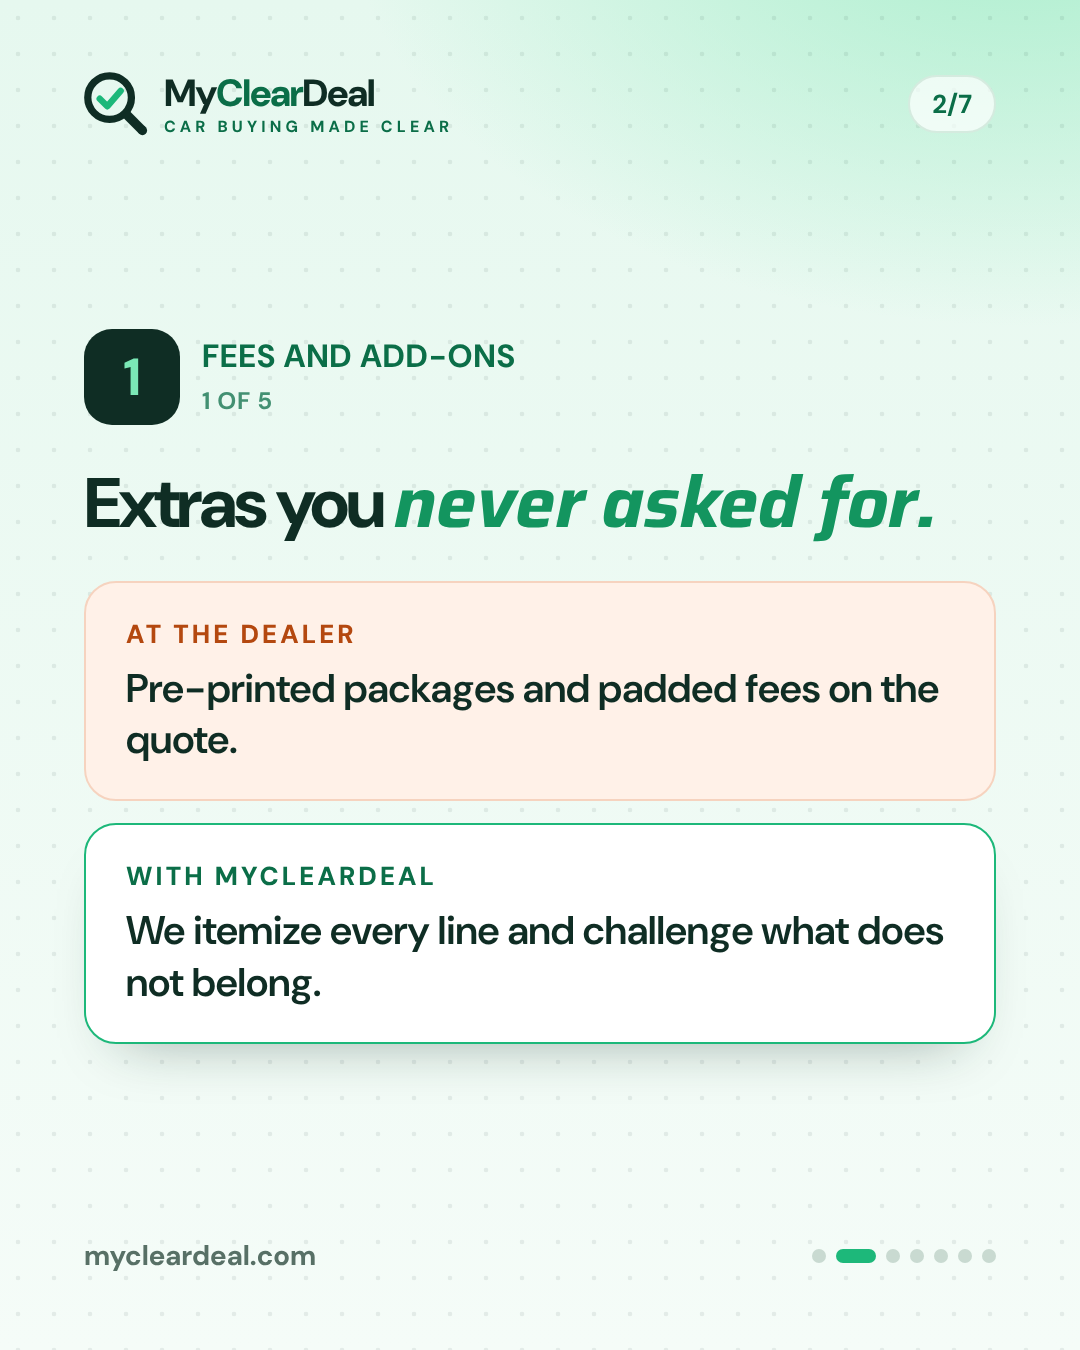 MyClearDeal
CAR BUYING MADE CLEAR
2/7
1
FEES AND ADD-ONS
1 OF 5
Extras you never asked for.
AT THE DEALER
Pre-printed packages and padded fees on the
quote.
WITH MYCLEARDEAL
We itemize every line and challenge what does
not belong.
mycleardeal.com